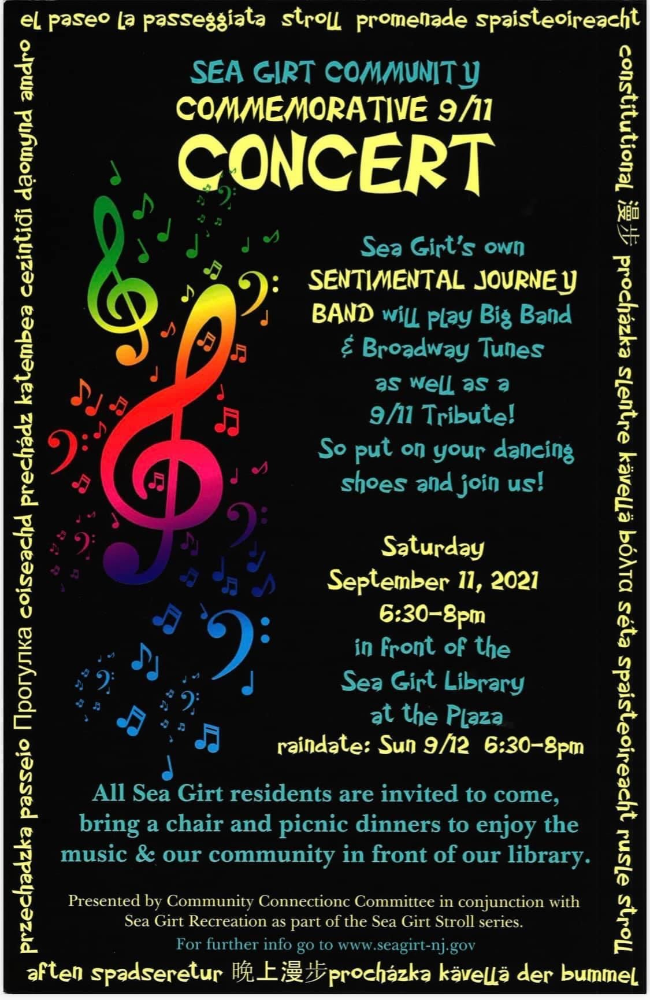 el paseo la passeggiata stroll promenade spaisteoireacht
SEA GIRT COMMUNITY
COMMEMORATIVE 9/11
CONCERT
Sea Girt's own
SENTIMENTAL JOURNEY
BAND will play Big Band
& Broadway Tunes
as well as a
9/11 Tribute!
So put on your dancing
shoes and join us!
Saturday
September 11, 2021
6:30-8pm
in front of the
Sea Girt Library
at the Plaza
raindate: Sun 9/12 6:30-8pm
All Sea Girt residents are invited to come,
bring a chair and picnic dinners to enjoy the
music & our community in front of our library.
Presented by Community Connectionc Committee in conjunction with
Sea Girt Recreation as part of the Sea Girt Stroll series.
For further info go to www.seagirt-nj.gov
przechadzka passeio Прогулка coiseachd prechádz katembea cezintiđi dạomynd amdro
constitutional 漫步 procházka slentre kävellä βόλτα séta spaisteoireacht rusle stroll
aften spadseretur 晚上漫步procházka kävellä der bummel